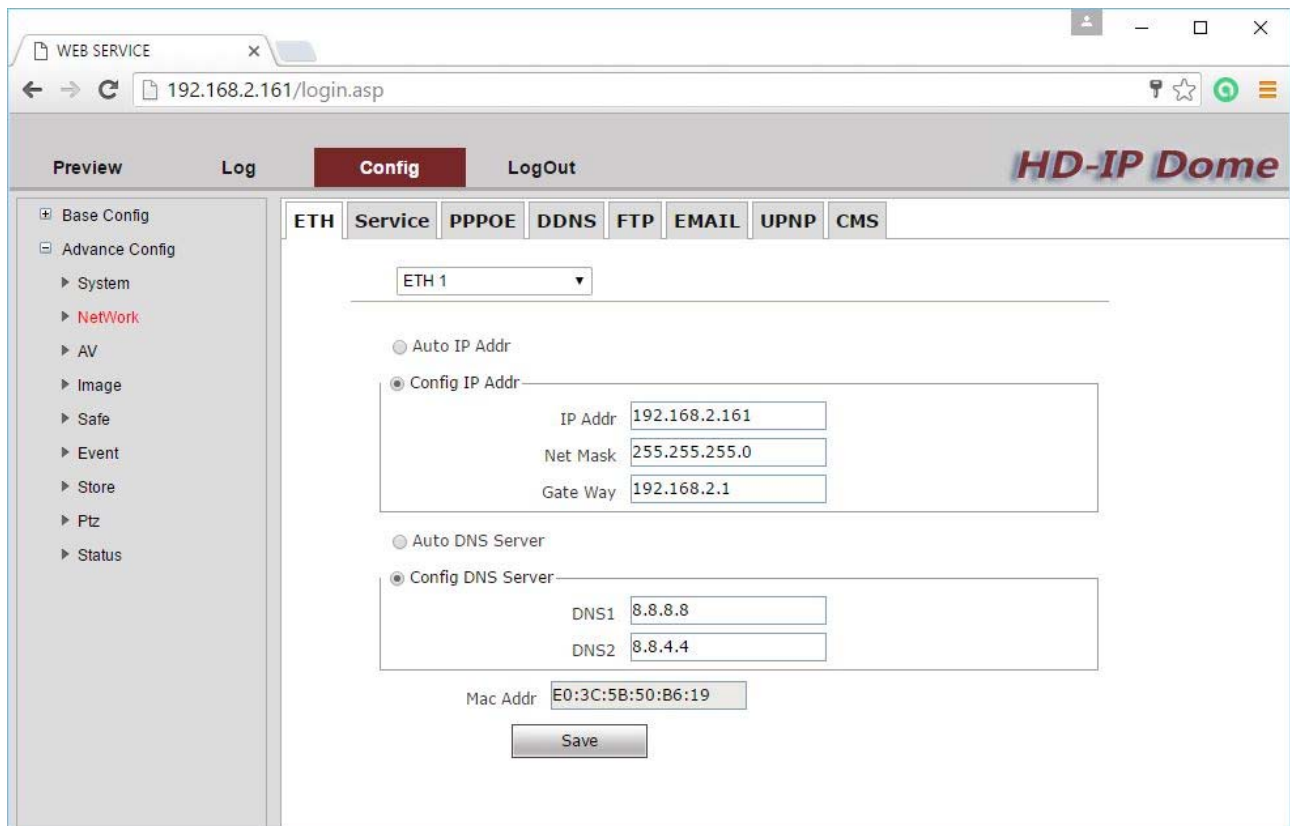 WEB SERVICE
192.168.2.161/login.asp
Preview Log Config LogOut HD-IP Dome
Base Config
Advance Config
System
NetWork
AV
Image
Safe
Event
Store
Ptz
Status
ETH Service PPPOE DDNS FTP EMAIL UPNP CMS
ETH 1
Auto IP Addr
Config IP Addr
IP Addr 192.168.2.161
Net Mask 255.255.255.0
Gate Way 192.168.2.1
Auto DNS Server
Config DNS Server
DNS1 8.8.8.8
DNS2 8.8.4.4
Mac Addr E0:3C:5B:50:B6:19
Save